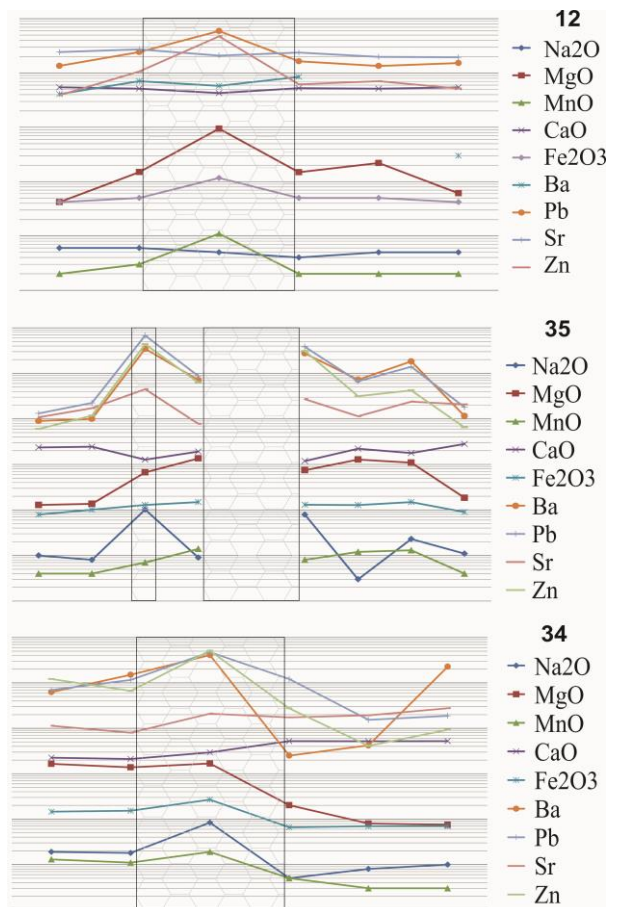 12
Na2O
MgO
MnO
CaO
Fe2O3
Ba
Pb
Sr
Zn
35
Na2O
MgO
MnO
CaO
Fe2O3
Ba
Pb
Sr
Zn
34
Na2O
MgO
MnO
CaO
Fe2O3
Ba
Pb
Sr
Zn